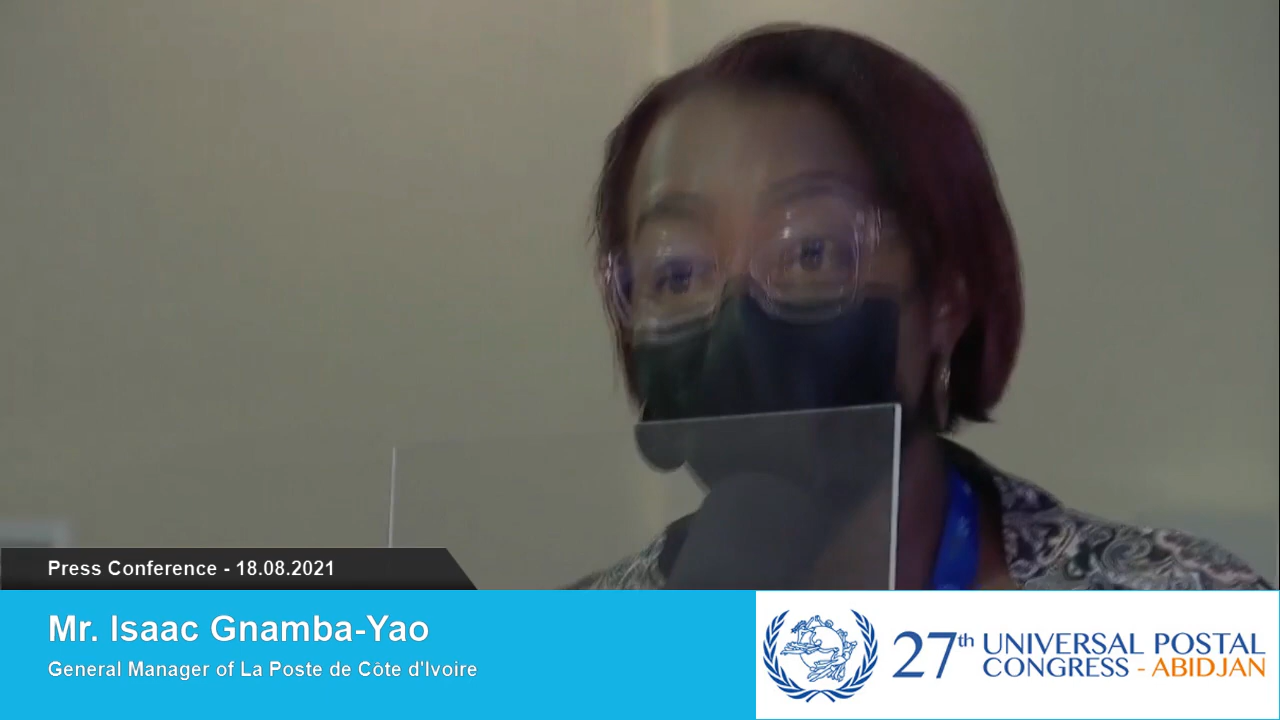 Press Conference - 18.08.2021
Mr. Isaac Gnamba-Yao
General Manager of La Poste de Côte d'Ivoire
27th UNIVERSAL POSTAL
CONGRESS - ABIDJAN